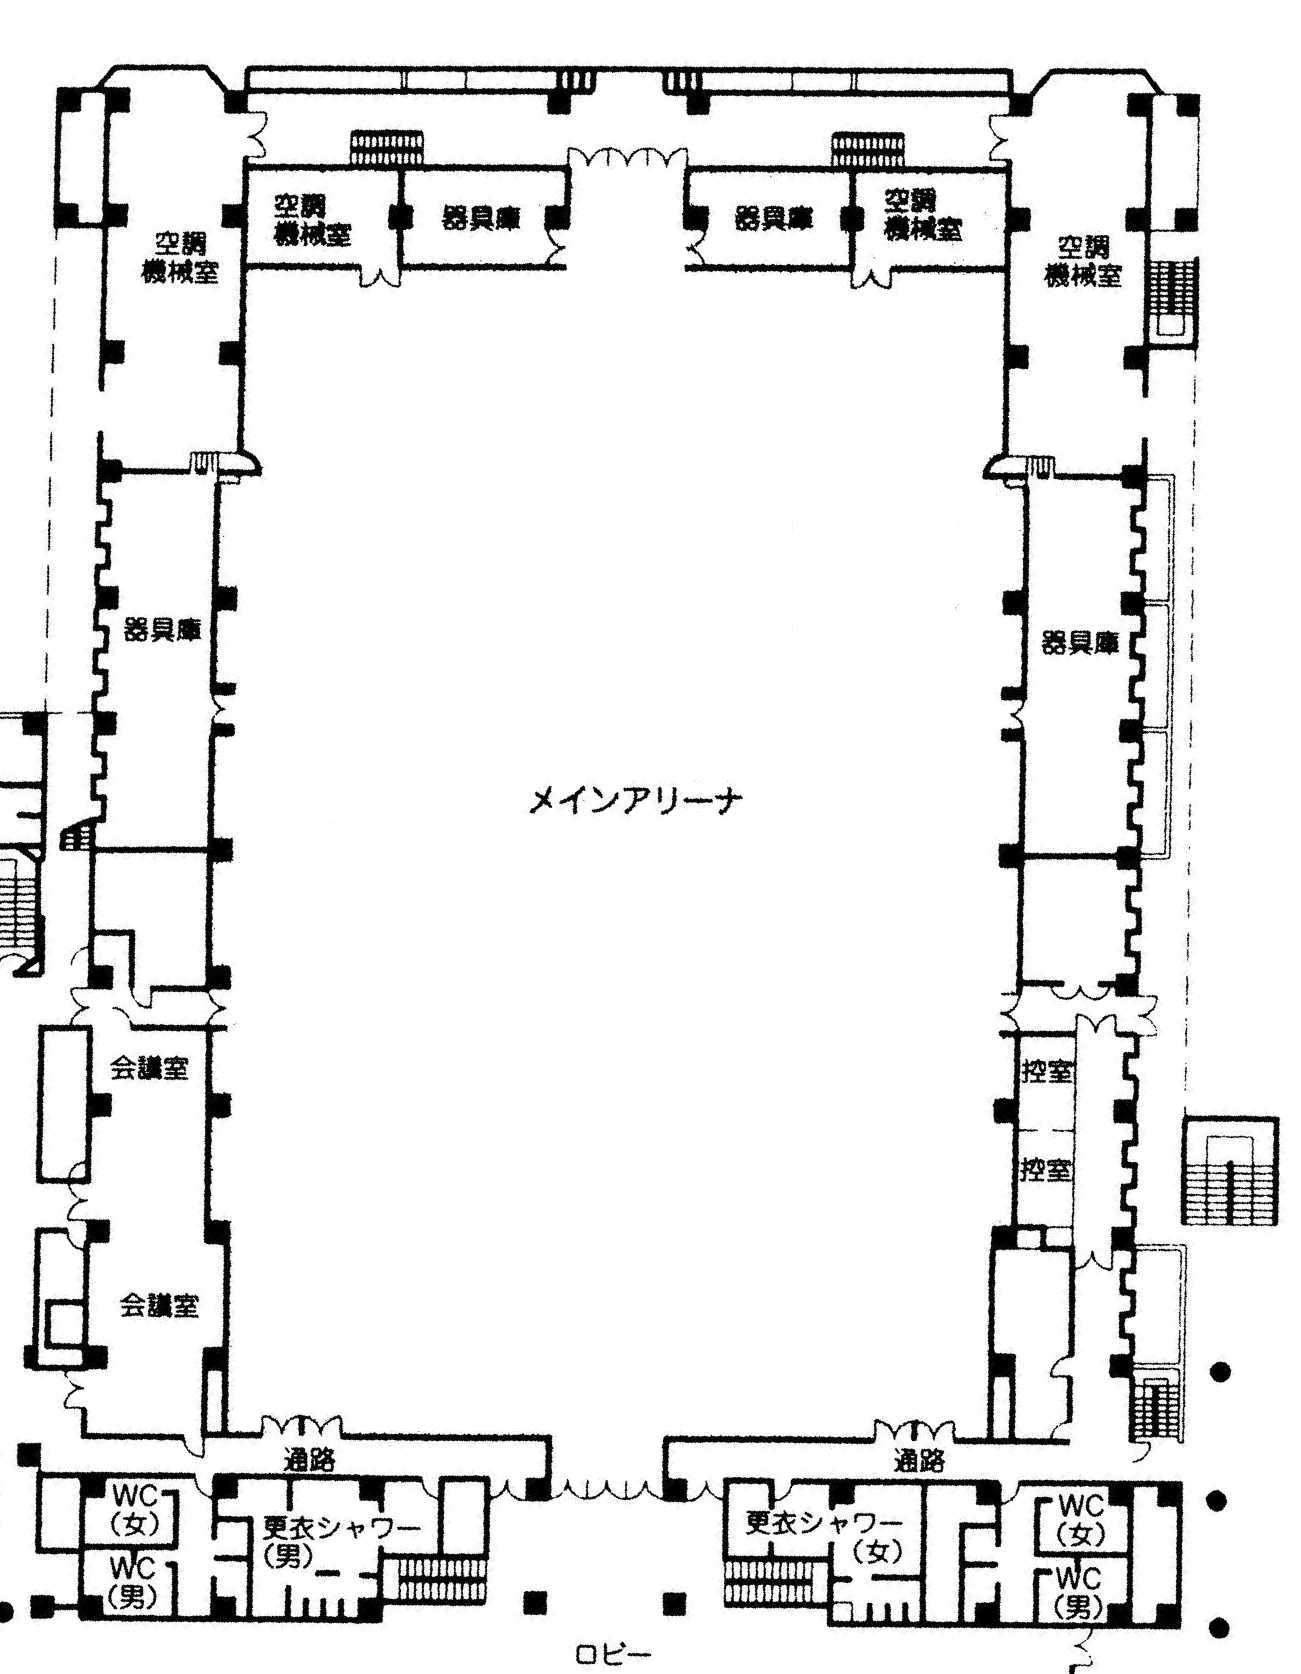 空調
機械室
器具庫
器具庫
空調
機械室
空調
機械室
空調
機械室
器具庫
器具庫
メインアリーナ
会議室
控室
控室
会議室
通路
通路
WC
(女)
WC
(男)
更衣シャワー
(男)
更衣シャワー
(女)
WC
(女)
WC
(男)
ロビー